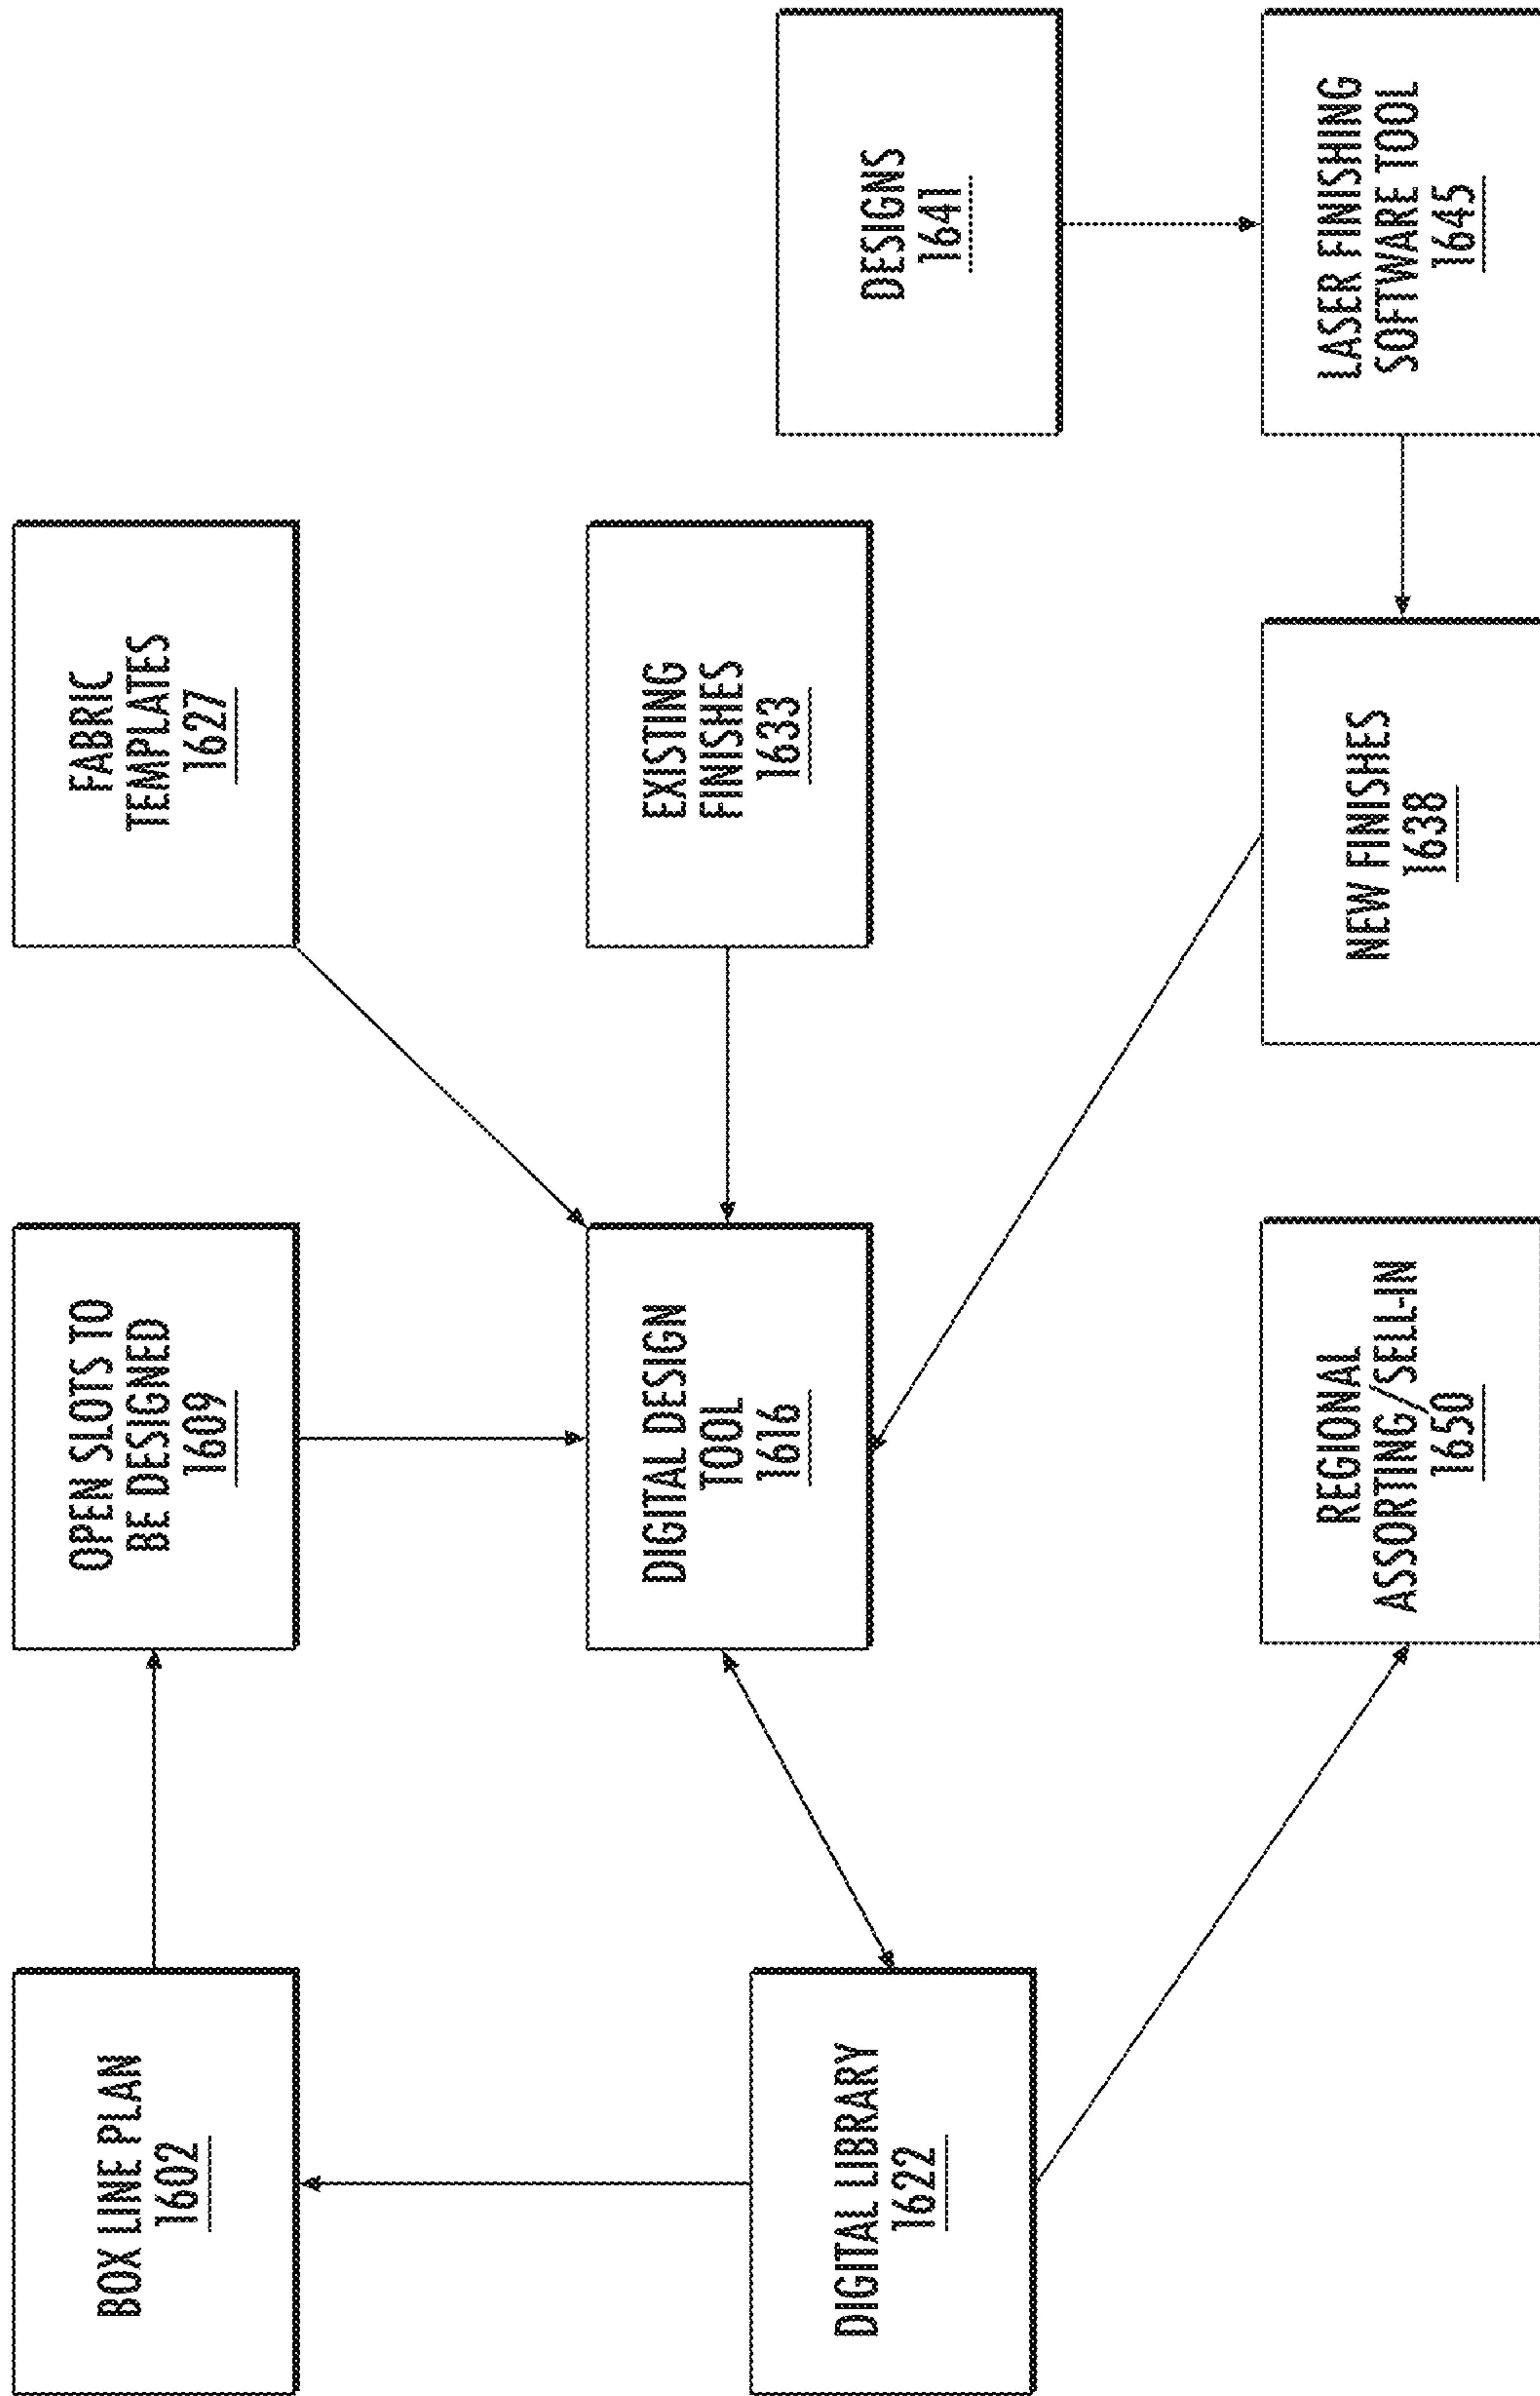 BOX LINE PLAN
1602
OPEN SLOTS TO
BE DESIGNED
1609
FABRIC
TEMPLATES
1627
DIGITAL DESIGN
TOOL
1616
EXISTING
FINISHES
1633
DIGITAL LIBRARY
1622
DESIGNS
1641
REGIONAL
ASSORTING/SELL-IN
1650
NEW FINISHES
1638
LASER FINISHING
SOFTWARE TOOL
1645